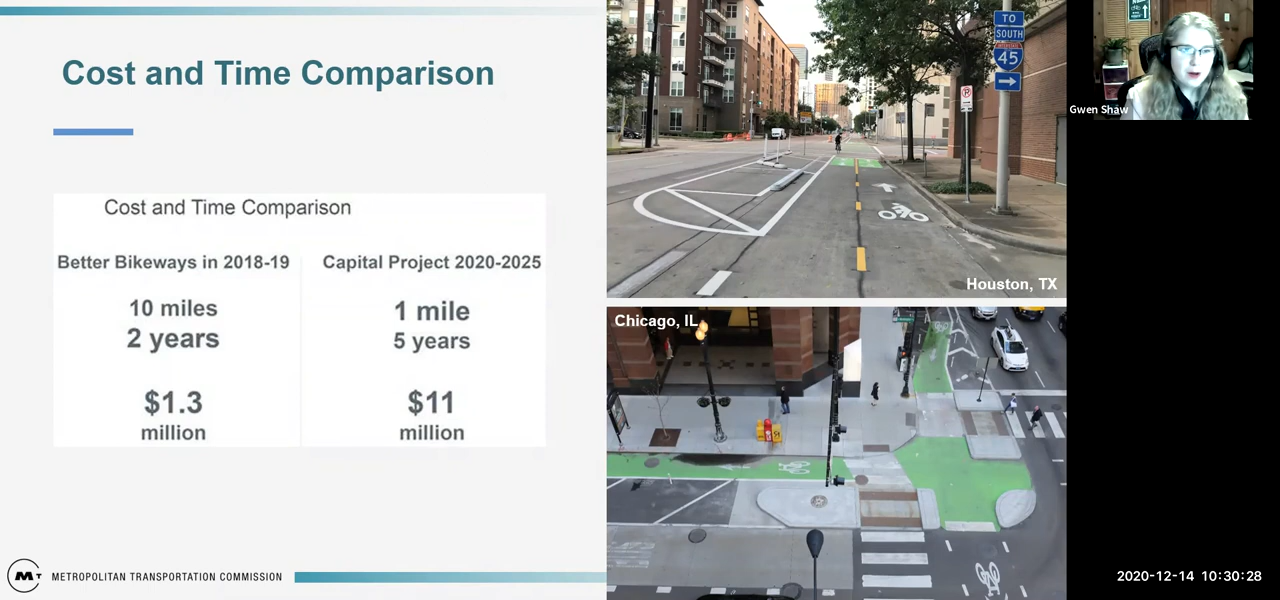 Cost and Time Comparison
Cost and Time Comparison
Better Bikeways in 2018-19
10 miles
2 years
$1.3
million
Capital Project 2020-2025
1 mile
5 years
$11
million
METROPOLITAN TRANSPORTATION COMMISSION
TO
SOUTH
INTERSTATE
45
Houston, TX
Chicago, IL
Gwen Shaw
2020-12-14 10:30:28